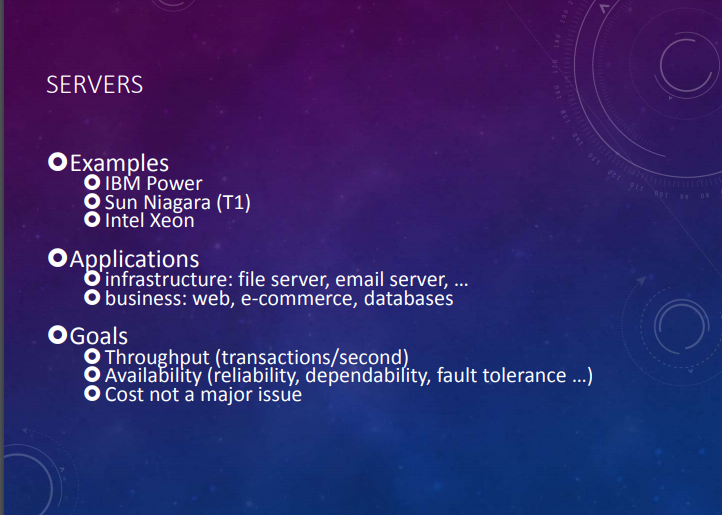 SERVERS
Examples
IBM Power
Sun Niagara (T1)
Intel Xeon
Applications
infrastructure: file server, email server, ...
business: web, e-commerce, databases
Goals
Throughput (transactions/second)
Availability (reliability, dependability, fault tolerance ...)
Cost not a major issue